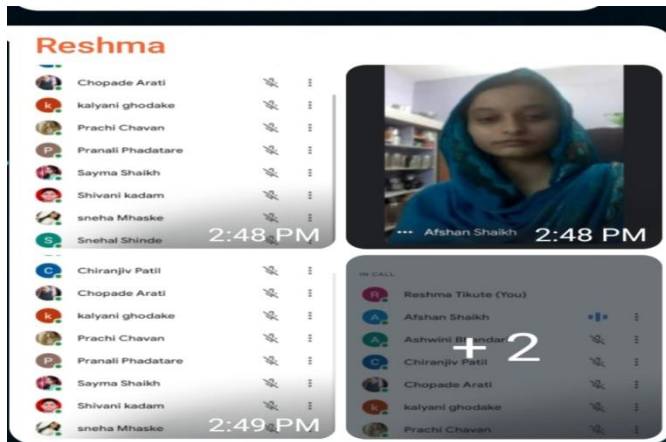 Reshma
Chopade Arati
k kalyani ghodake
Prachi Chavan
P Pranali Phadatare
Sayma Shaikh
Shivani kadam
sneha Mhaske
S Snehal Shinde
2:48 PM
Afshan Shaikh
2:48 PM
C Chiranjiv Patil
Chopade Arati
k kalyani ghodake
Prachi Chavan
P Pranali Phadatare
Sayma Shaikh
Shivani kadam
sneha Mhaske
2:49 PM
IN CALL
R Reshma Tikute (You)
A Afshan Shaikh
A Ashwini Bhandar
C Chiranjiv Patil
Chopade Arati
k kalyani ghodake
Prachi Chavan
+ 2